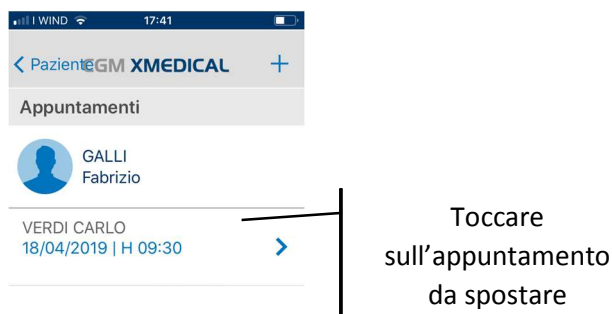 I WIND 17:41
Paziente CGM XMEDICAL +
Appuntamenti
GALLI
Fabrizio
VERDI CARLO
18/04/2019 | H 09:30
Toccare
sull’appuntamento
da spostare